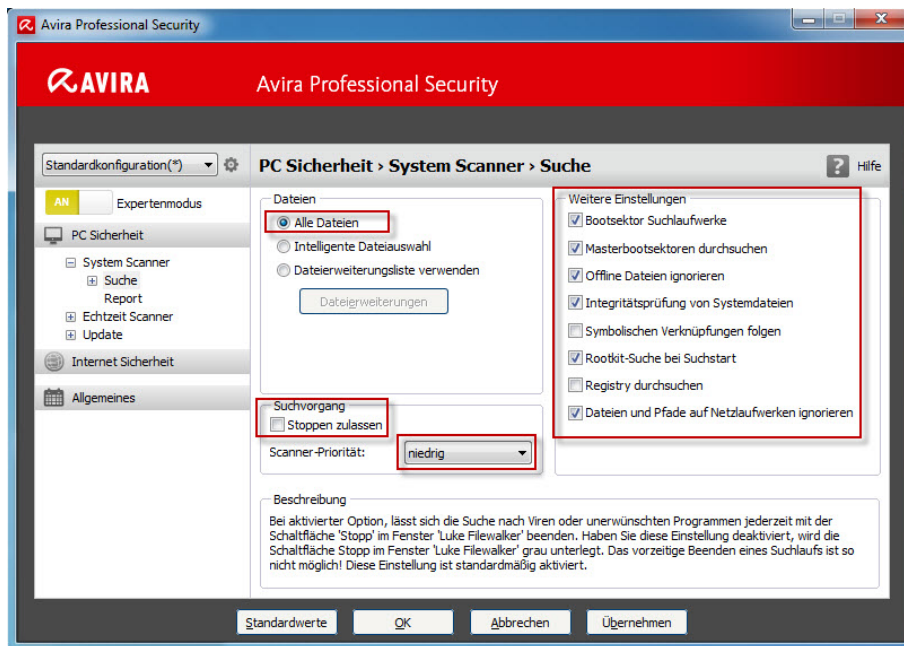 Avira Professional Security
AVIRA
Avira Professional Security
Standardkonfiguration(*)
PC Sicherheit › System Scanner › Suche
? Hilfe
AN Expertenmodus
PC Sicherheit
System Scanner
Suche
Report
Echtzeit Scanner
Update
Internet Sicherheit
Allgemeines
Dateien
Alle Dateien
Intelligente Dateiauswahl
Dateierweiterungsliste verwenden
Dateierweiterungen
Suchvorgang
Stoppen zulassen
Scanner-Priorität: niedrig
Weitere Einstellungen
Bootsektor Suchlaufwerke
Masterbootsektoren durchsuchen
Offline Dateien ignorieren
Integritätsprüfung von Systemdateien
Symbolischen Verknüpfungen folgen
Rootkit-Suche bei Suchstart
Registry durchsuchen
Dateien und Pfade auf Netzlaufwerken ignorieren
Beschreibung
Bei aktivierter Option, lässt sich die Suche nach Viren oder unerwünschten Programmen jederzeit mit der
Schaltfläche 'Stopp' im Fenster 'Luke Filewalker' beenden. Haben Sie diese Einstellung deaktiviert, wird die
Schaltfläche Stopp im Fenster 'Luke Filewalker' grau unterlegt. Das vorzeitige Beenden eines Suchlaufs ist so
nicht möglich! Diese Einstellung ist standardmäßig aktiviert.
Standardwerte
OK
Abbrechen
Übernehmen